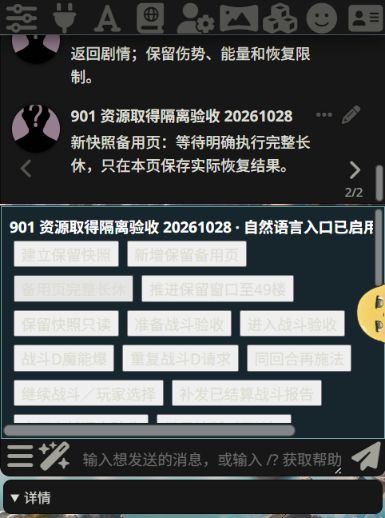 返回剧情；保留伤势、能量和恢复限
制。
901 资源取得隔离验收 20261028
新快照备用页：等待明确执行完整长
休，只在本页保存实际恢复结果。
2/2
901 资源取得隔离验收 20261028 · 自然语言入口已启用
建立保留快照 新增保留备用页
备用页完整长休 推进保留窗口至49楼
保留快照只读 准备战斗验收 进入战斗验收
战斗D魔能爆 重复战斗D请求 同回合再施法
继续战斗／玩家选择 补发已结算战斗报告
输入想发送的消息，或输入 /? 获取帮助
▼ 详情